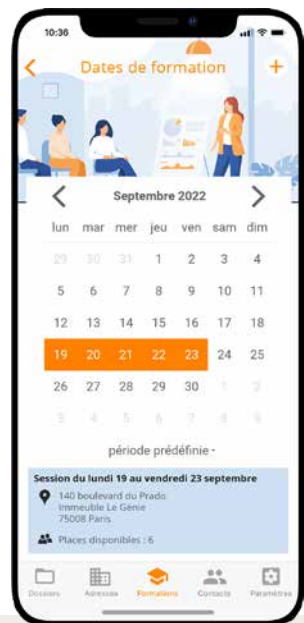 10:36
Dates de formation
Septembre 2022
lun mar mer jeu ven sam dim
29 30 31 1 2 3 4
5 6 7 8 9 10 11
12 13 14 15 16 17 18
19 20 21 22 23 24 25
26 27 28 29 30 1 2
3 4 5 6 7 8 9
période prédéfinie
Session du lundi 19 au vendredi 23 septembre
140 boulevard du Prado
Immeuble Le Génie
75008 Paris
Places disponibles : 6
Dossiers Adresses Formations Contacts Paramètres